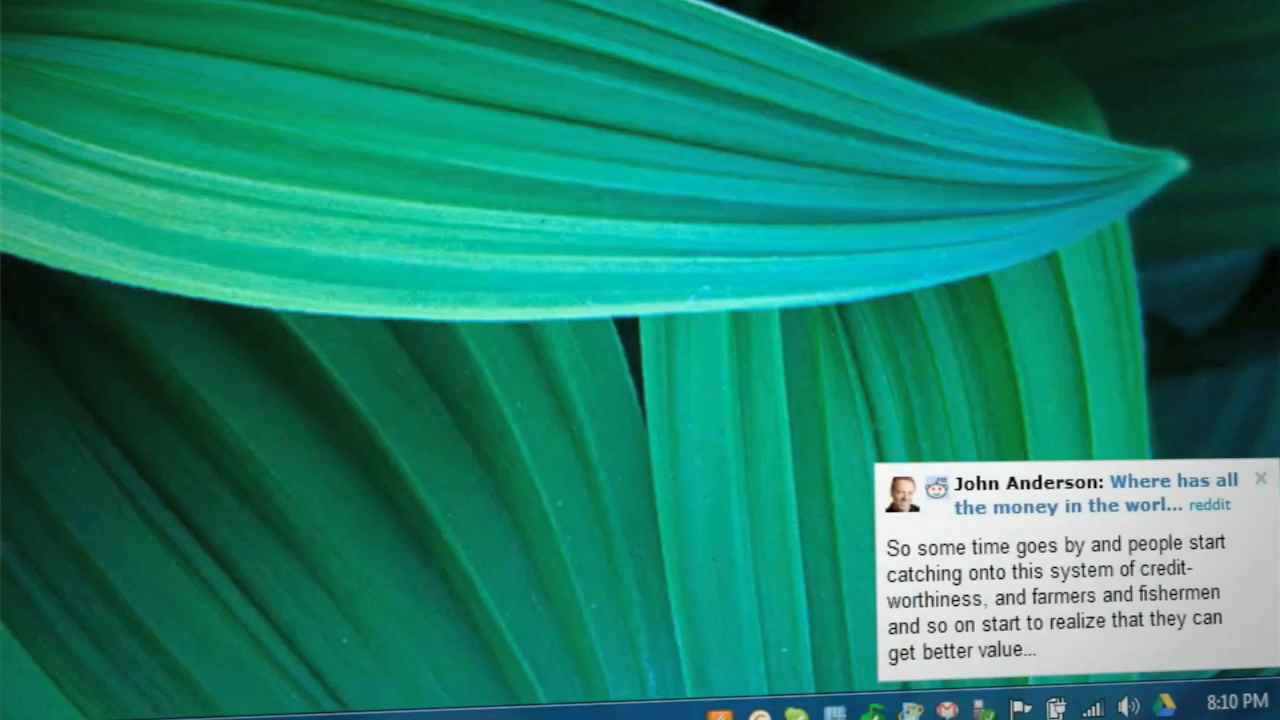 John Anderson: Where has all
the money in the worl... reddit
So some time goes by and people start
catching onto this system of credit-
worthiness, and farmers and fishermen
and so on start to realize that they can
get better value...
8:10 PM